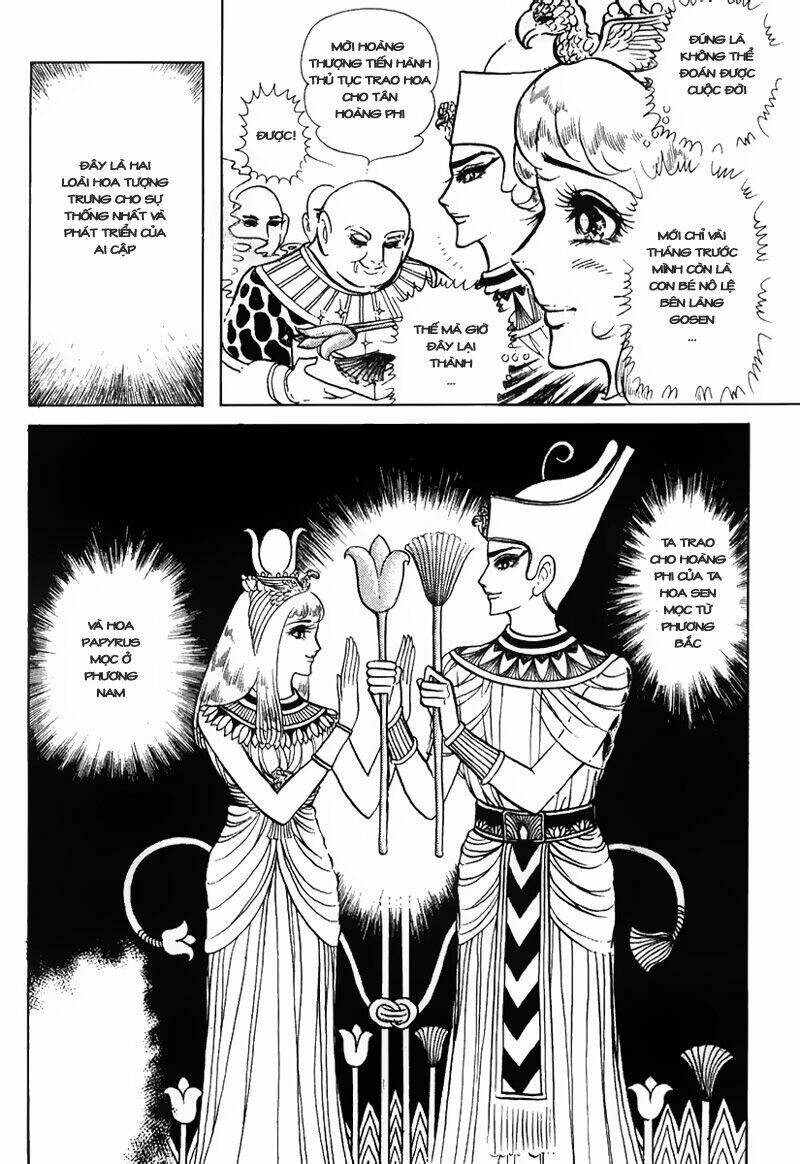 MỜI HOÀNG
THƯỢNG TIẾN HÀNH
THỦ TỤC TRAO HOA
CHO TÂN
HOÀNG PHI
ĐƯỢC!
ĐÚNG LÀ
KHÔNG THỂ
ĐOÁN ĐƯỢC
CUỘC ĐỜI
MỚI CHỈ VÀI
THÁNG TRƯỚC
MÌNH CÒN LÀ
CON BÉ NÔ LỆ
BÊN LÀNG
GOSEN
...
THẾ MÀ GIỜ
ĐÂY LẠI
THÀNH
...
ĐÂY LÀ HAI
LOÀI HOA TƯỢNG
TRUNG CHO SỰ
THỐNG NHẤT VÀ
PHÁT TRIỂN CỦA
AI CẬP
TA TRAO
CHO HOÀNG
PHI CỦA TA
HOA SEN
MỌC TỪ
PHƯƠNG
BẮC
VÀ HOA
PAPYRUS
MỌC Ở
PHƯƠNG
NAM